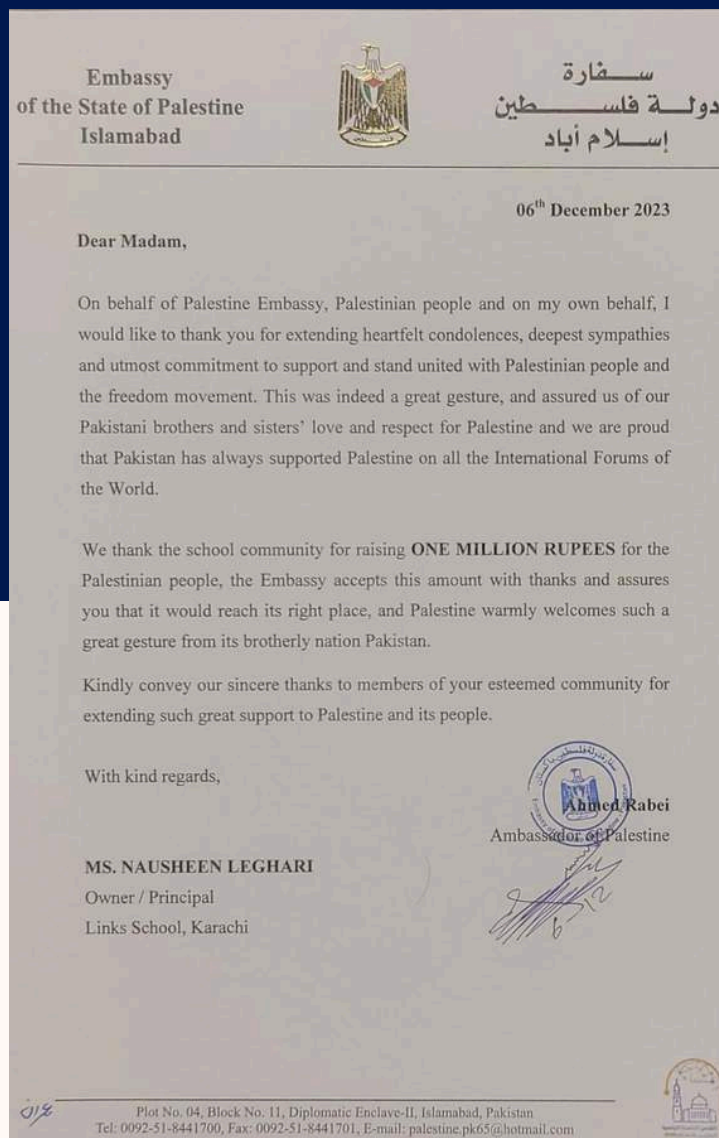 Embassy
of the State of Palestine
Islamabad
سفارة
دولة فلسطين
إسلام أباد
06th December 2023
Dear Madam,
On behalf of Palestine Embassy, Palestinian people and on my own behalf, I
would like to thank you for extending heartfelt condolences, deepest sympathies
and utmost commitment to support and stand united with Palestinian people and
the freedom movement. This was indeed a great gesture, and assured us of our
Pakistani brothers and sisters’ love and respect for Palestine and we are proud
that Pakistan has always supported Palestine on all the International Forums of
the World.
We thank the school community for raising ONE MILLION RUPEES for the
Palestinian people, the Embassy accepts this amount with thanks and assures
you that it would reach its right place, and Palestine warmly welcomes such a
great gesture from its brotherly nation Pakistan.
Kindly convey our sincere thanks to members of your esteemed community for
extending such great support to Palestine and its people.
With kind regards,
Ahmed Rabei
Ambassador of Palestine
6/12
MS. NAUSHEEN LEGHARI
Owner / Principal
Links School, Karachi
Plot No. 04, Block No. 11, Diplomatic Enclave-II, Islamabad, Pakistan
Tel: 0092-51-8441700, Fax: 0092-51-8441701, E-mail: palestine.pk65@hotmail.com